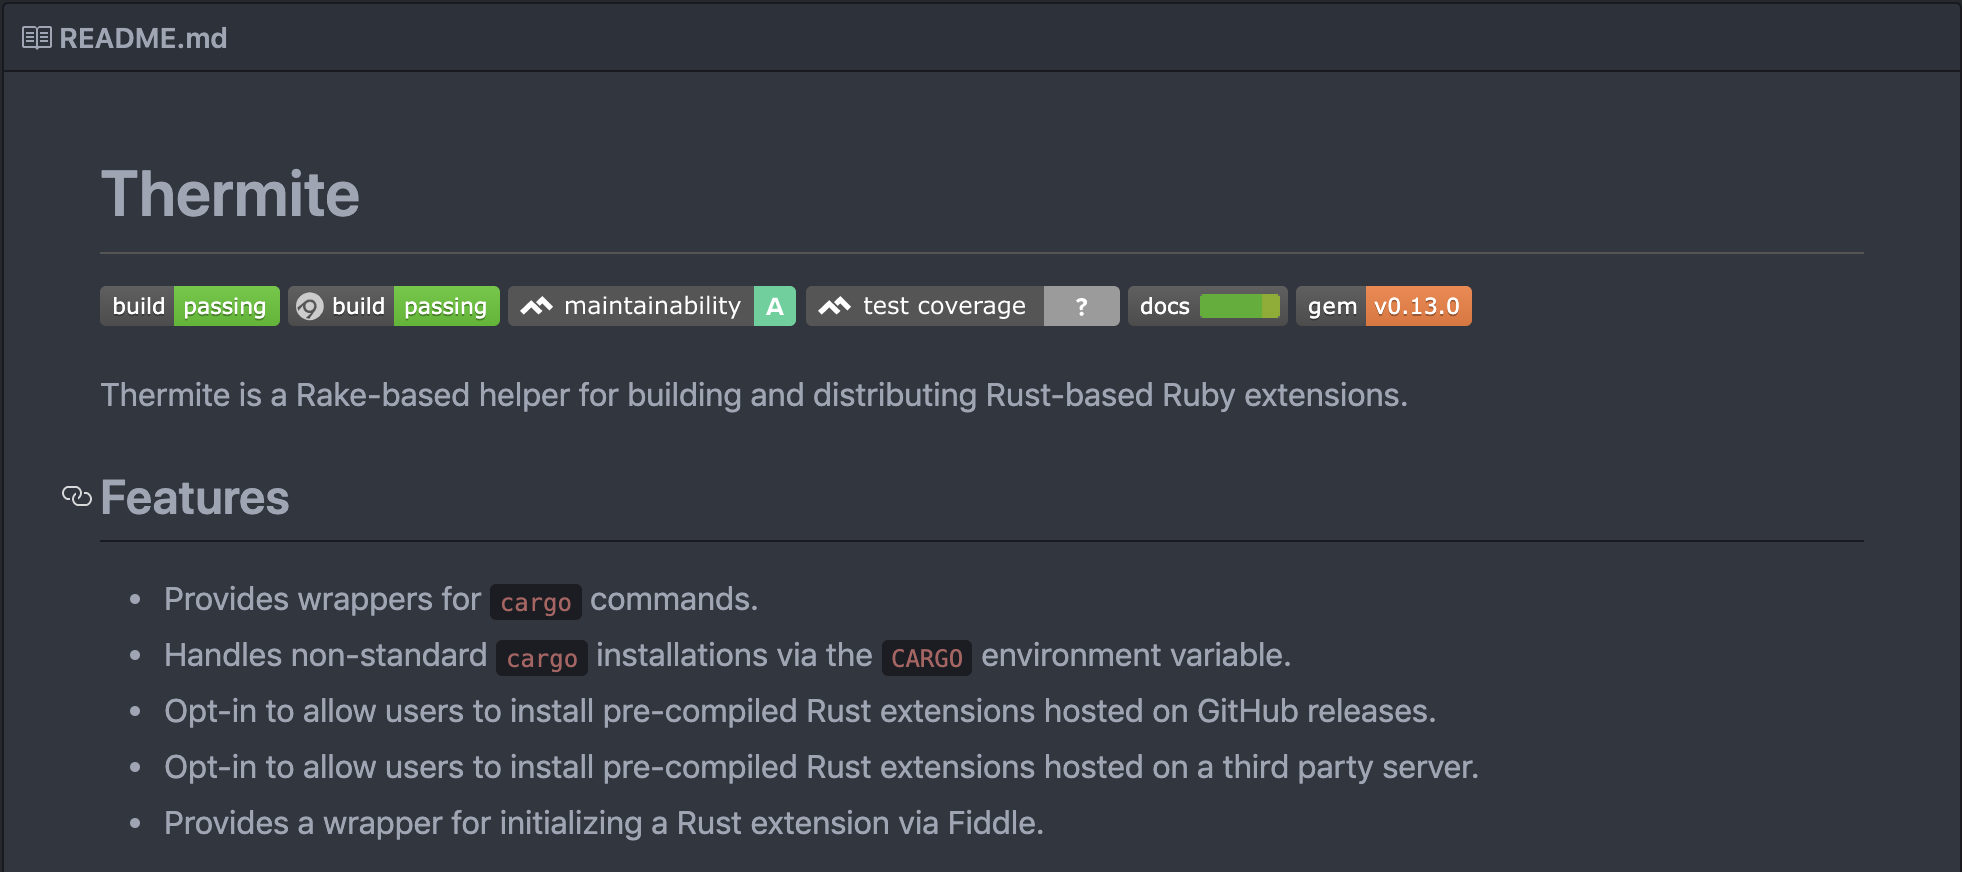 README.md
Thermite
build passing build passing maintainability A test coverage ? docs gem v0.13.0
Thermite is a Rake-based helper for building and distributing Rust-based Ruby extensions.
Features
• Provides wrappers for cargo commands.
• Handles non-standard cargo installations via the CARGO environment variable.
• Opt-in to allow users to install pre-compiled Rust extensions hosted on GitHub releases.
• Opt-in to allow users to install pre-compiled Rust extensions hosted on a third party server.
• Provides a wrapper for initializing a Rust extension via Fiddle.